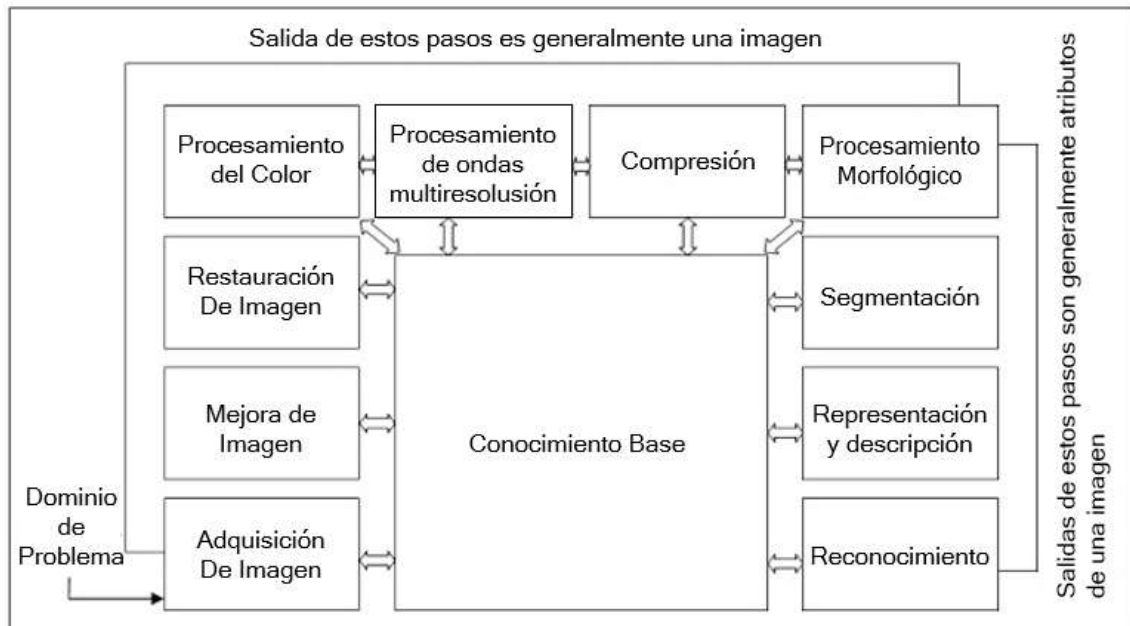 Salida de estos pasos es generalmente una imagen
Procesamiento
del Color
Procesamiento
de ondas
multiresolusión
Compresión
Procesamiento
Morfológico
Restauración
De Imagen
Segmentación
Mejora de
Imagen
Conocimiento Base
Representación
y descripción
Dominio
de
Problema
Adquisición
De Imagen
Reconocimiento
Salidas de estos pasos son generalmente atributos
de una imagen